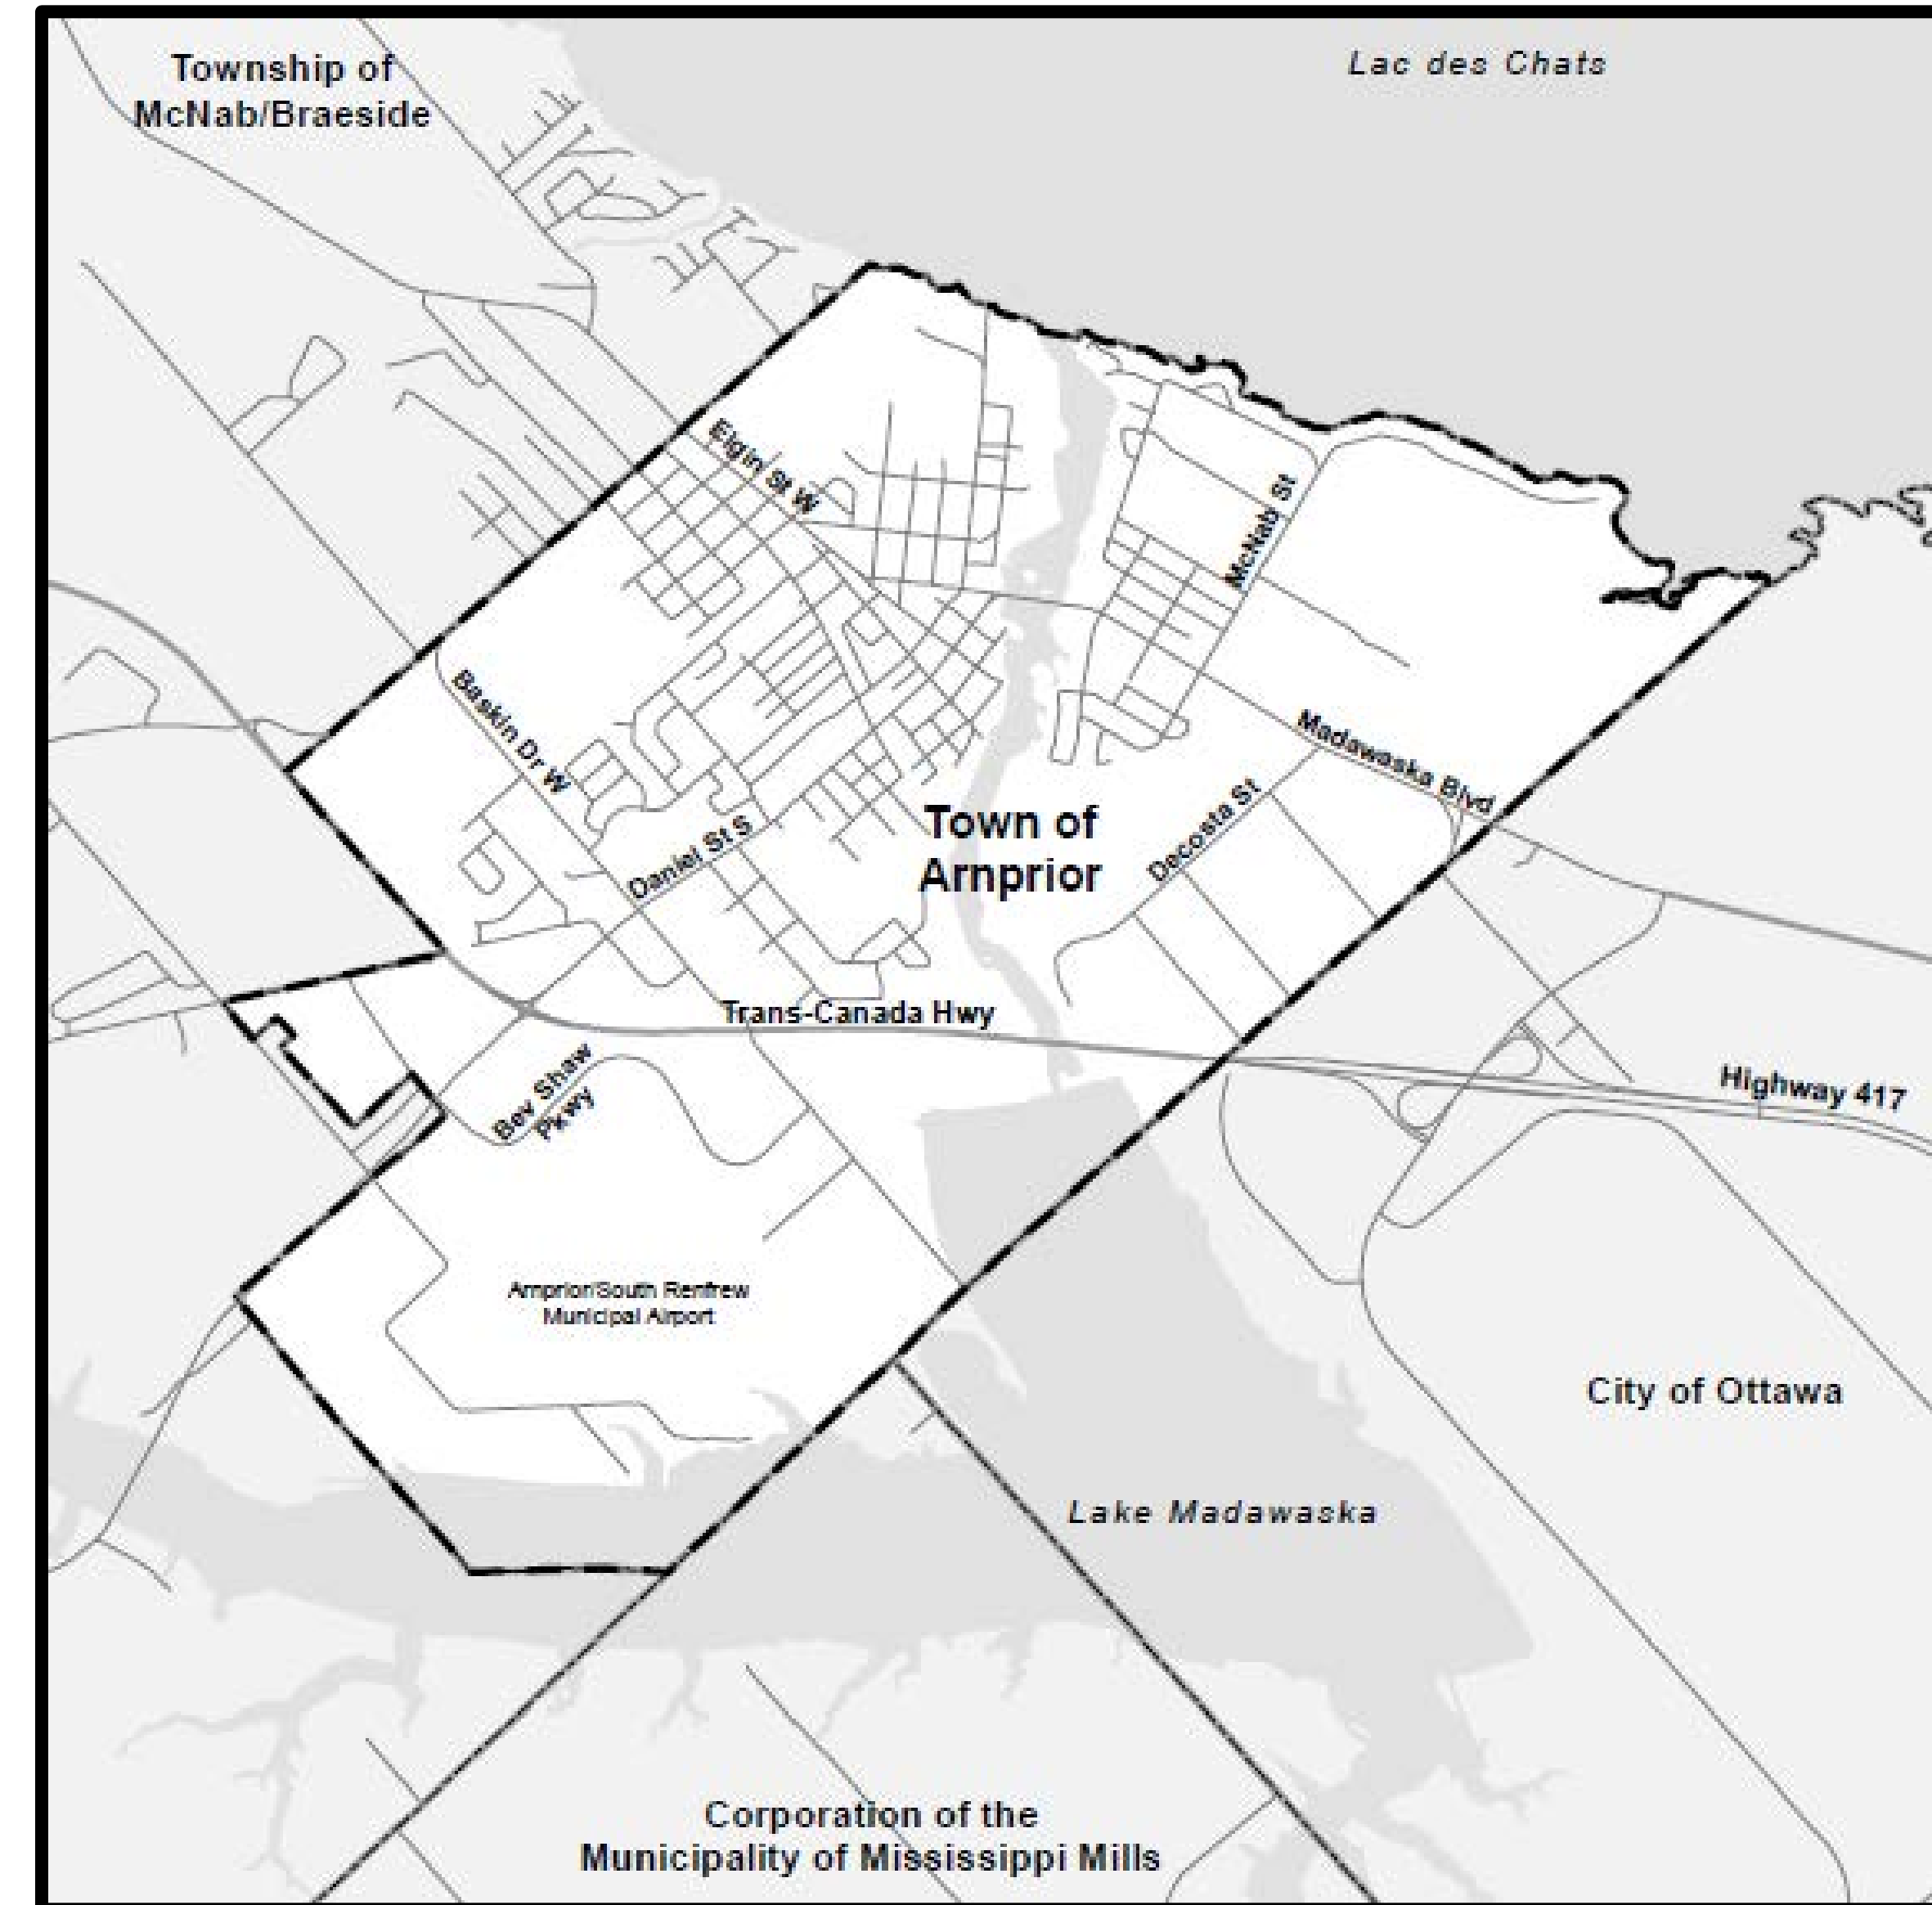 Township of
McNab/Braeside
Lac des Chats
Elgin St W
McNab St
Baskin Dr W
Madawaska Blvd
Daniel St S
Decosta St
Town of
Arnprior
Trans-Canada Hwy
Bev Shaw
Pkwy
Highway 417
Arnprior/South Renfrew
Municipal Airport
City of Ottawa
Lake Madawaska
Corporation of the
Municipality of Mississippi Mills